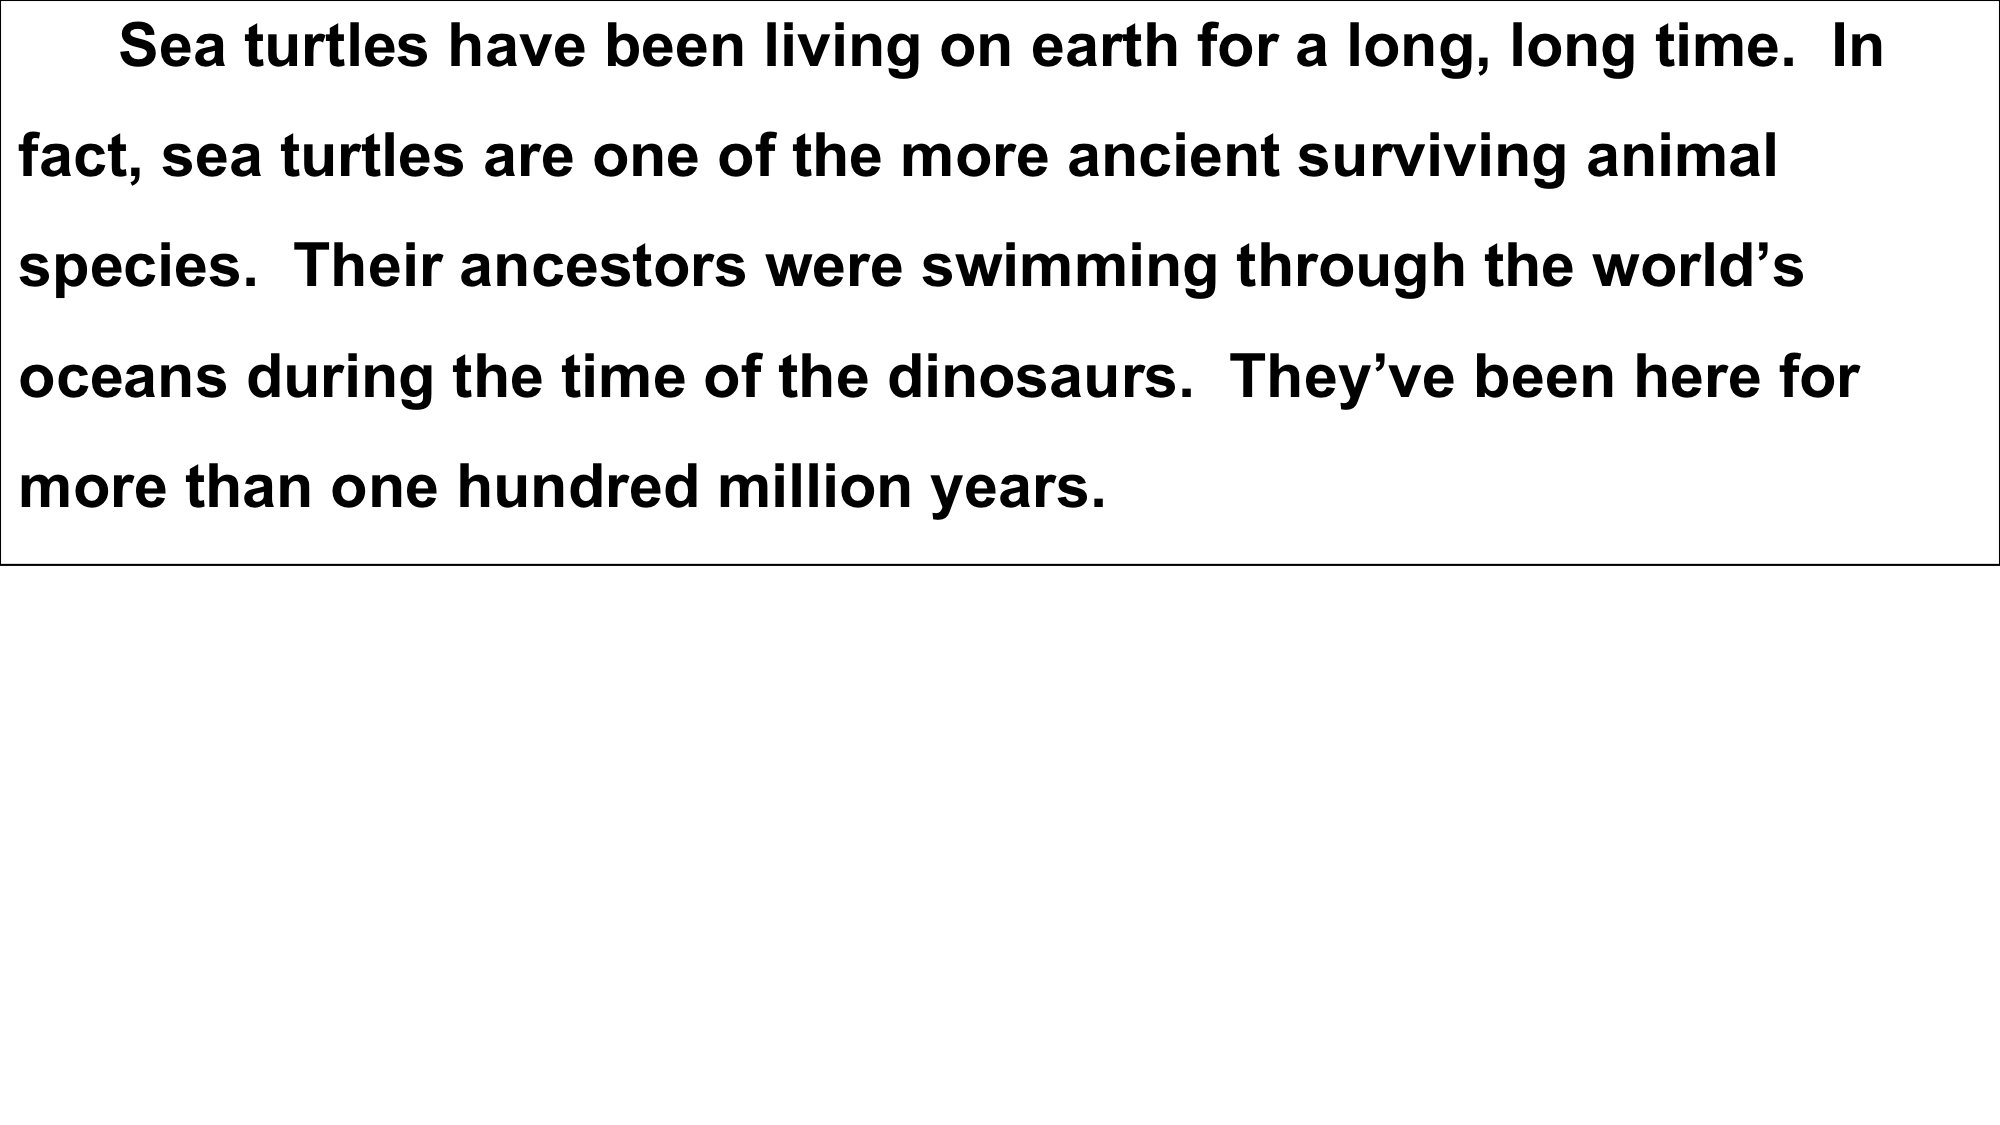 Sea turtles have been living on earth for a long, long time.  In
fact, sea turtles are one of the more ancient surviving animal
species.  Their ancestors were swimming through the world’s
oceans during the time of the dinosaurs.  They’ve been here for
more than one hundred million years.